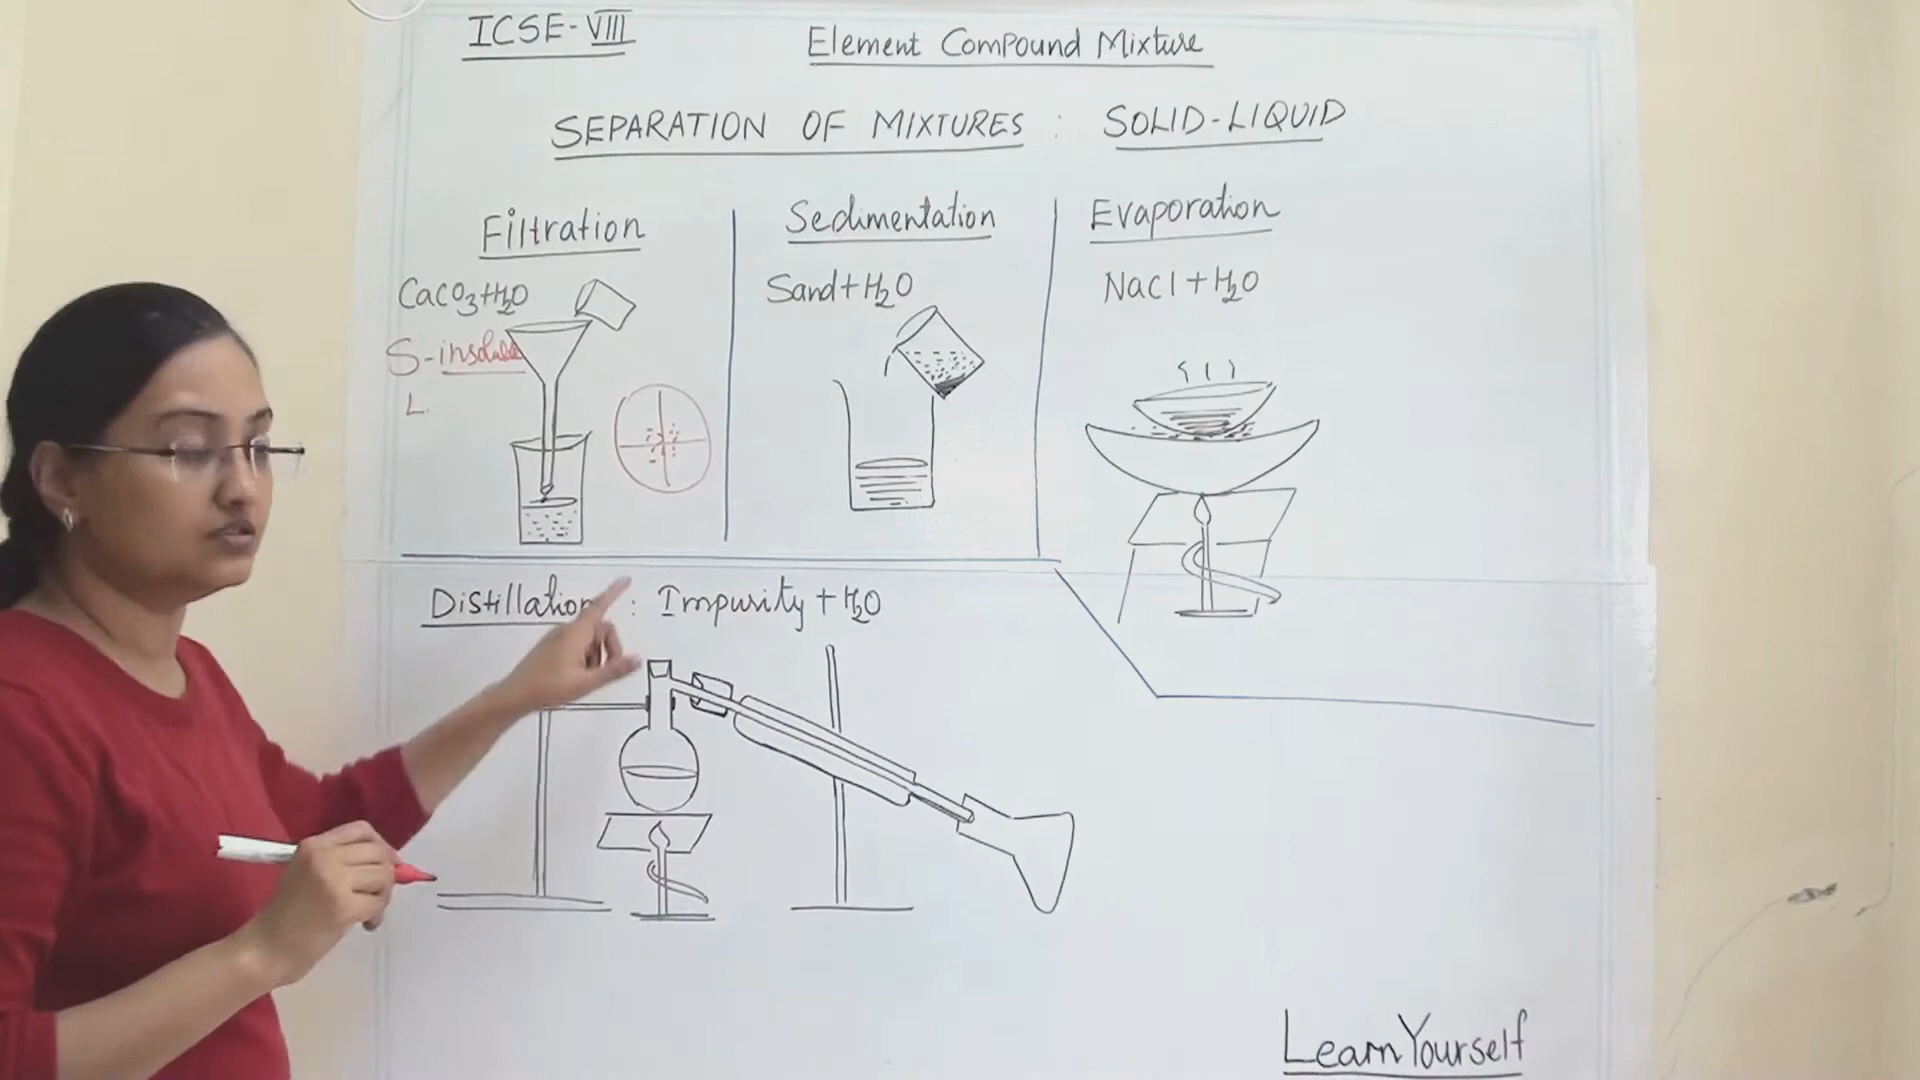 ICSE-VIII
Element Compound Mixture
SEPARATION OF MIXTURES : SOLID-LIQUID
Filtration
CaCO3+H2O
S-insoluble
L
Sedimentation
Sand+H2O
Evaporation
NaCl+H2O
Distillation : Impurity+H2O
LearnYourself